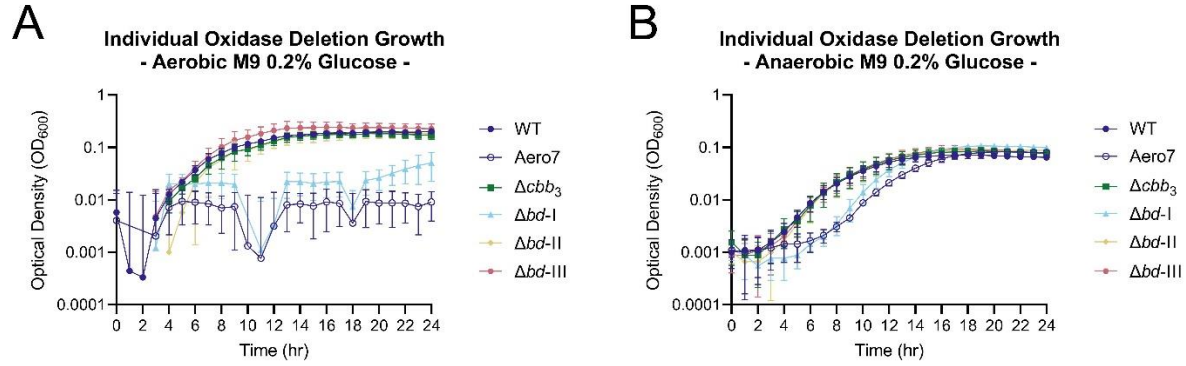 A
Individual Oxidase Deletion Growth
- Aerobic M9 0.2% Glucose -
Optical Density (OD600)
1
0.1
0.01
0.001
0.0001
0 2 4 6 8 10 12 14 16 18 20 22 24
Time (hr)
WT
Aero7
Δcbb3
Δbd-I
Δbd-II
Δbd-III
B
Individual Oxidase Deletion Growth
- Anaerobic M9 0.2% Glucose -
Optical Density (OD600)
1
0.1
0.01
0.001
0.0001
0 2 4 6 8 10 12 14 16 18 20 22 24
Time (hr)
WT
Aero7
Δcbb3
Δbd-I
Δbd-II
Δbd-III